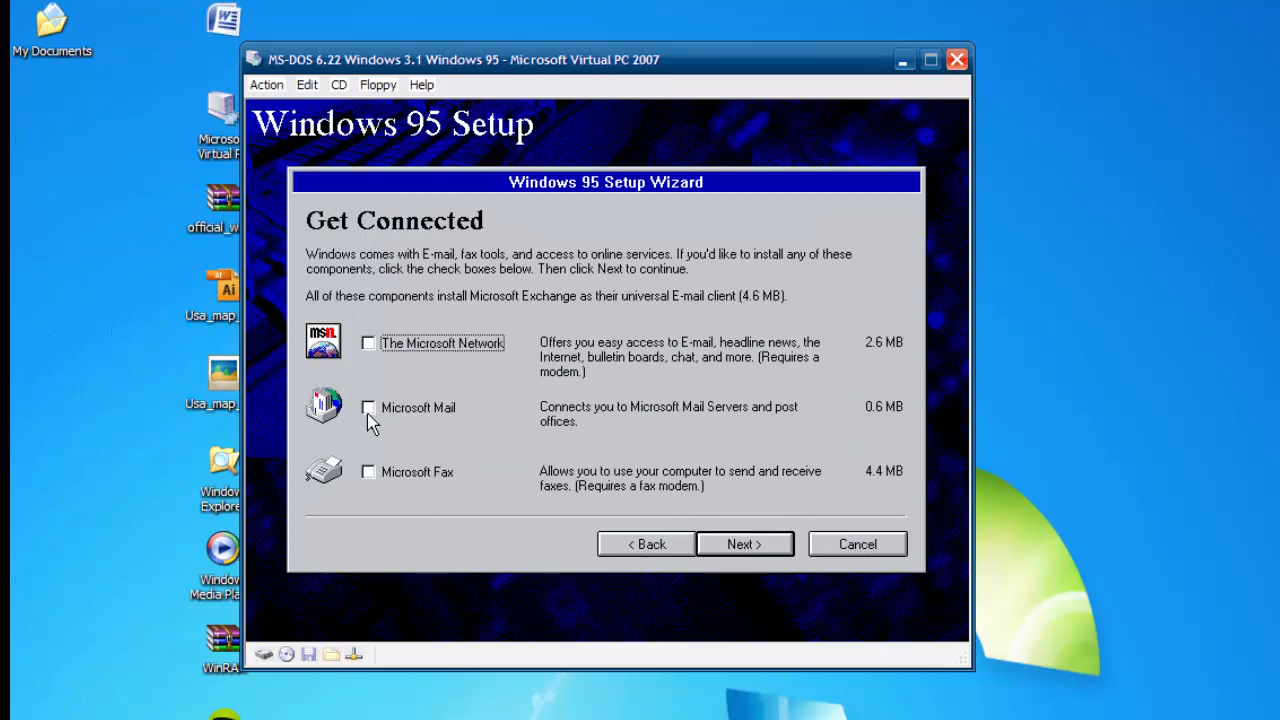 My Documents
Microso
Virtual P
official_w
Ai
Usa_map_
Usa_map_
Window
Explore
Window
Media Pla
WinRA
MS-DOS 6.22 Windows 3.1 Windows 95 - Microsoft Virtual PC 2007
Action Edit CD Floppy Help
Windows 95 Setup
Windows 95 Setup Wizard
Get Connected
Windows comes with E-mail, fax tools, and access to online services. If you'd like to install any of these
components, click the check boxes below. Then click Next to continue.
All of these components install Microsoft Exchange as their universal E-mail client (4.6 MB).
msn.
The Microsoft Network
Offers you easy access to E-mail, headline news, the
Internet, bulletin boards, chat, and more. (Requires a
modem.)
2.6 MB
Microsoft Mail
Connects you to Microsoft Mail Servers and post
offices.
0.6 MB
Microsoft Fax
Allows you to use your computer to send and receive
faxes. (Requires a fax modem.)
4.4 MB
< Back Next > Cancel